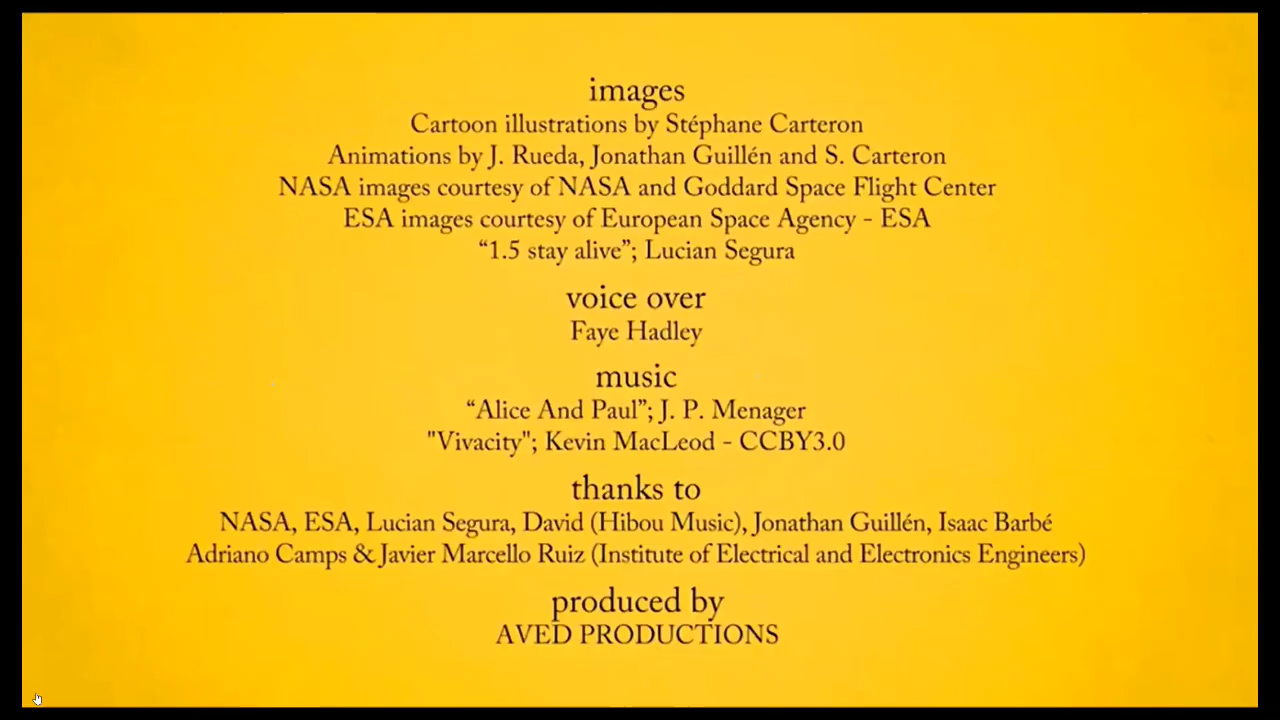 images
Cartoon illustrations by Stéphane Carteron
Animations by J. Rueda, Jonathan Guillén and S. Carteron
NASA images courtesy of NASA and Goddard Space Flight Center
ESA images courtesy of European Space Agency - ESA
“1.5 stay alive”; Lucian Segura
voice over
Faye Hadley
music
“Alice And Paul”; J. P. Menager
"Vivacity"; Kevin MacLeod - CCBY3.0
thanks to
NASA, ESA, Lucian Segura, David (Hibou Music), Jonathan Guillén, Isaac Barbé
Adriano Camps & Javier Marcello Ruiz (Institute of Electrical and Electronics Engineers)
produced by
AVED PRODUCTIONS